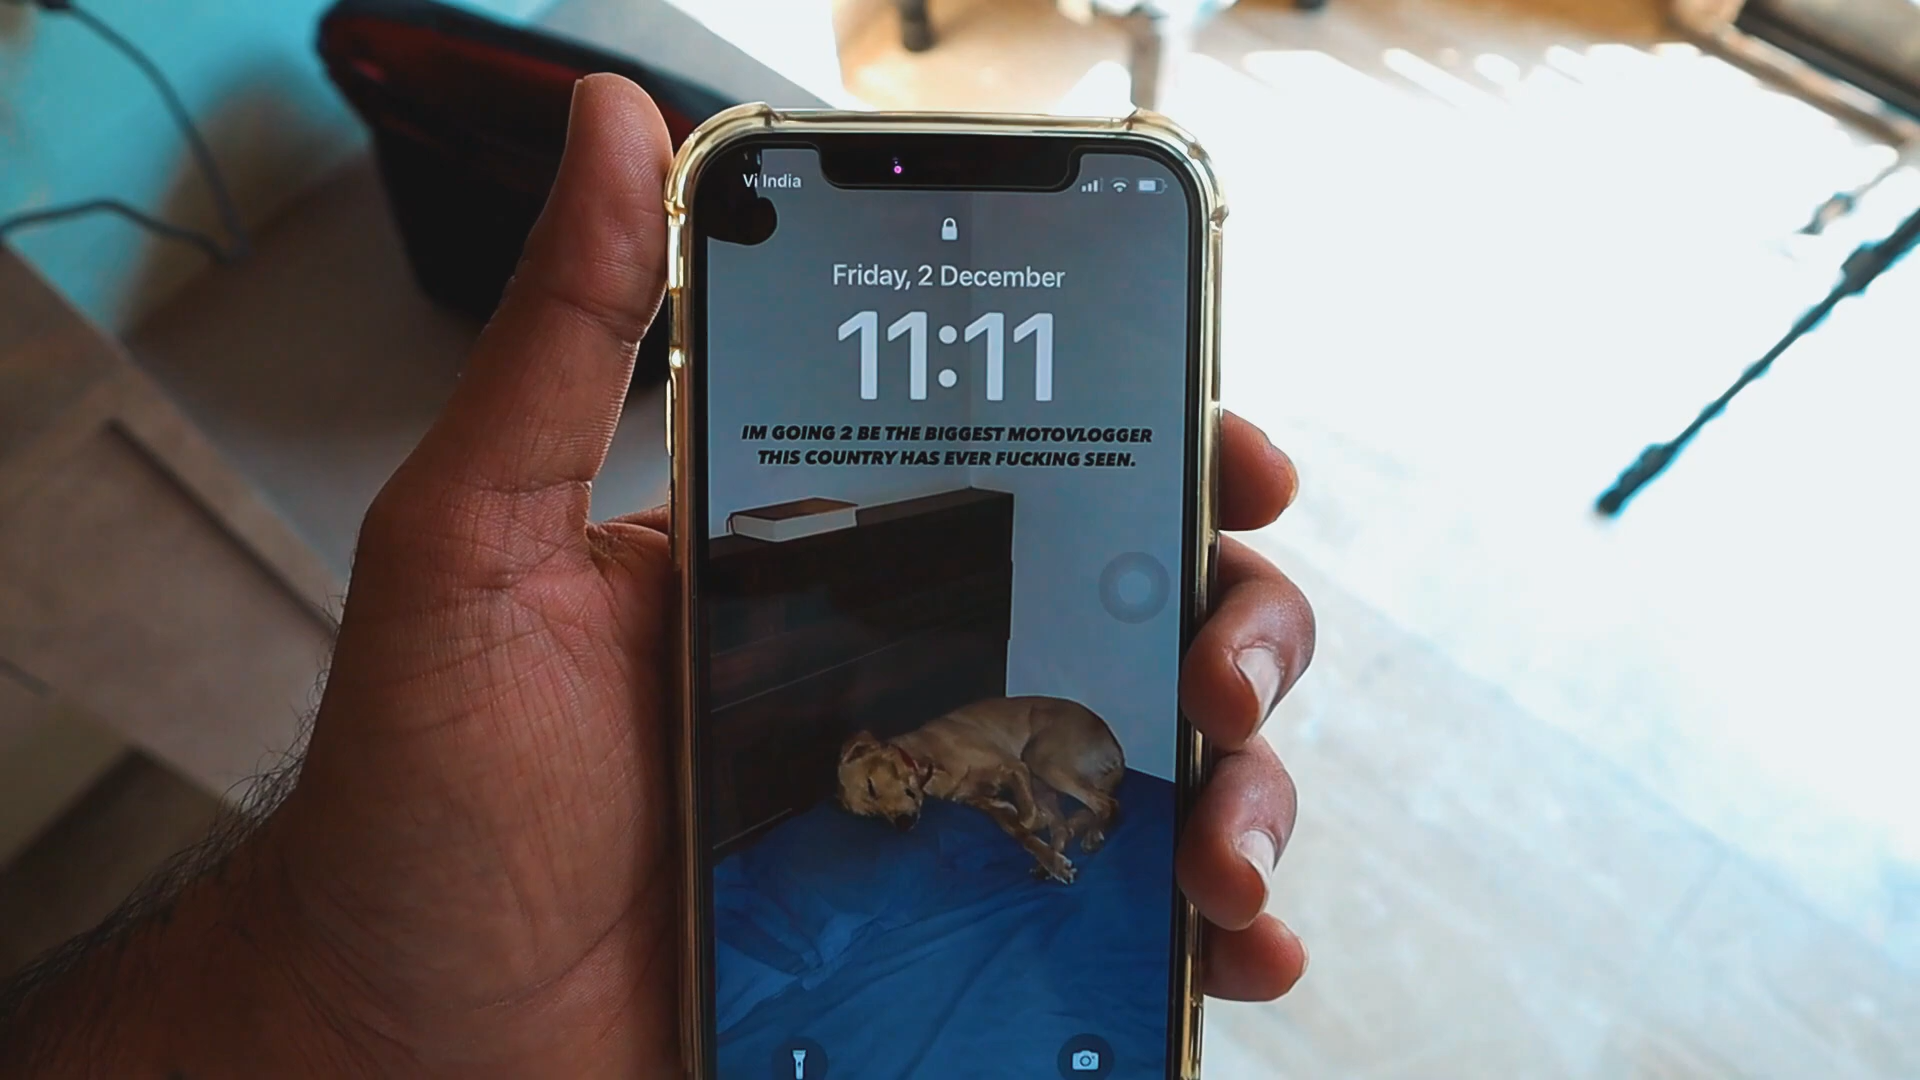 Vi India
Friday, 2 December
11:11
IM GOING 2 BE THE BIGGEST MOTOVLOGGER
THIS COUNTRY HAS EVER FUCKING SEEN.